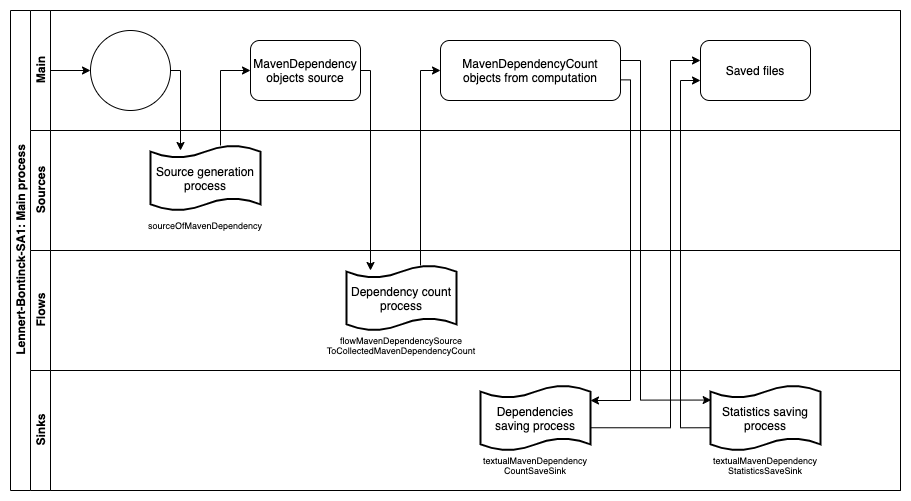 Lennert-Bontinck-SA1: Main process
Main
MavenDependency
objects source
MavenDependencyCount
objects from computation
Saved files
Sources
Source generation
process
sourceOfMavenDependency
Flows
Dependency count
process
flowMavenDependencySource
ToCollectedMavenDependencyCount
Sinks
Dependencies
saving process
textualMavenDependency
CountSaveSink
Statistics saving
process
textualMavenDependency
StatisticsSaveSink